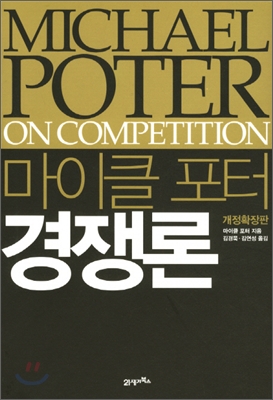 MICHAEL
POTER
ON COMPETITION
마이클 포터
개정확장판
경쟁론
마이클 포터 지음
김경묵·김연성 옮김
21세기북스